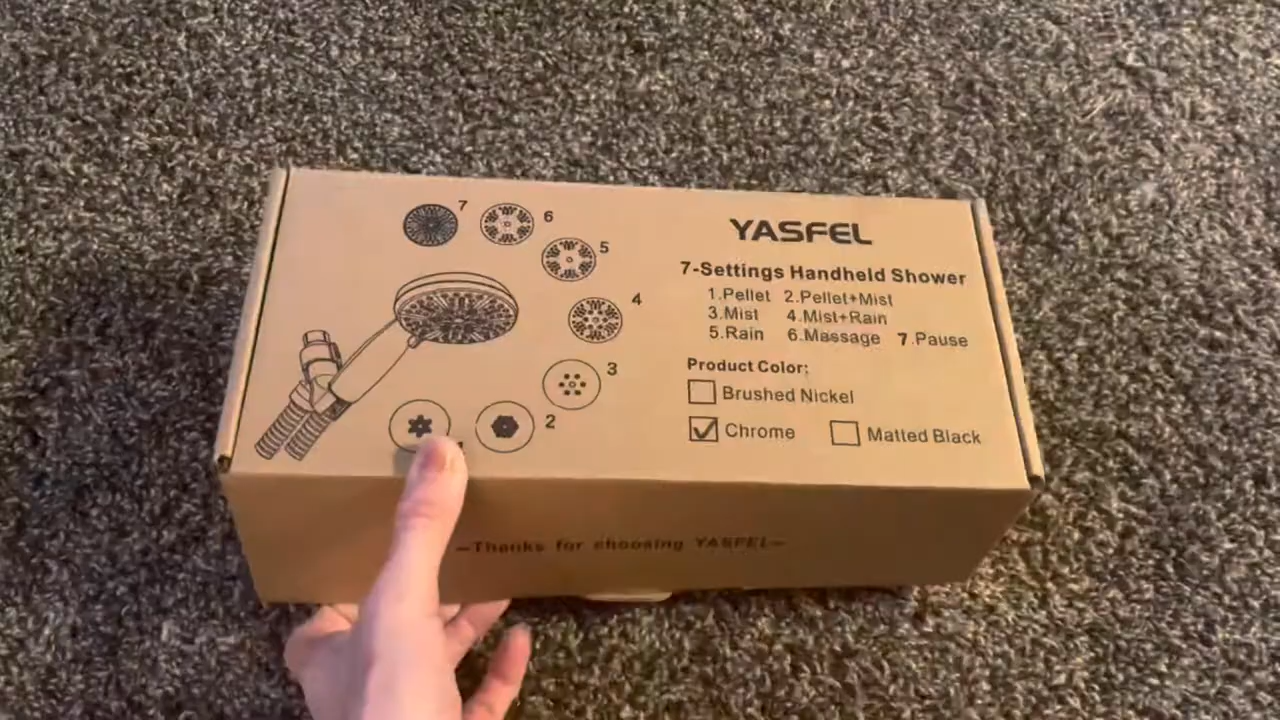 7
6
5
4
3
2
1
YASFEL
7-Settings Handheld Shower
1.Pellet 2.Pellet+Mist
3.Mist 4.Mist+Rain
5.Rain 6.Massage 7.Pause
Product Color:
Brushed Nickel
Chrome Matted Black
—Thanks for choosing YASFEL—